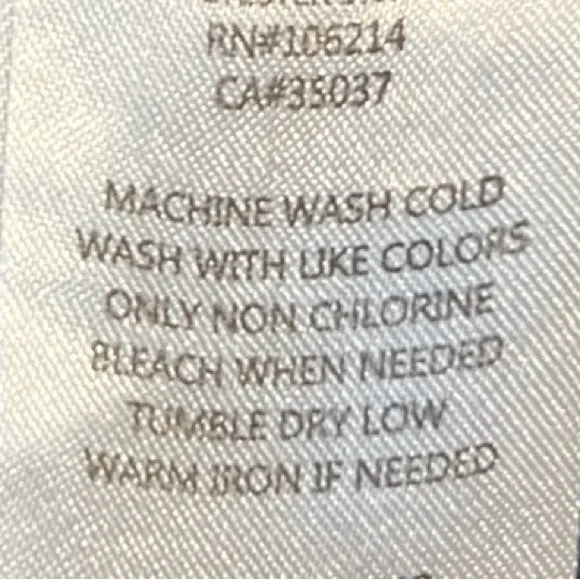 RN#106214
CA#35037
MACHINE WASH COLD
WASH WITH LIKE COLORS
ONLY NON CHLORINE
BLEACH WHEN NEEDED
TUMBLE DRY LOW
WARM IRON IF NEEDED